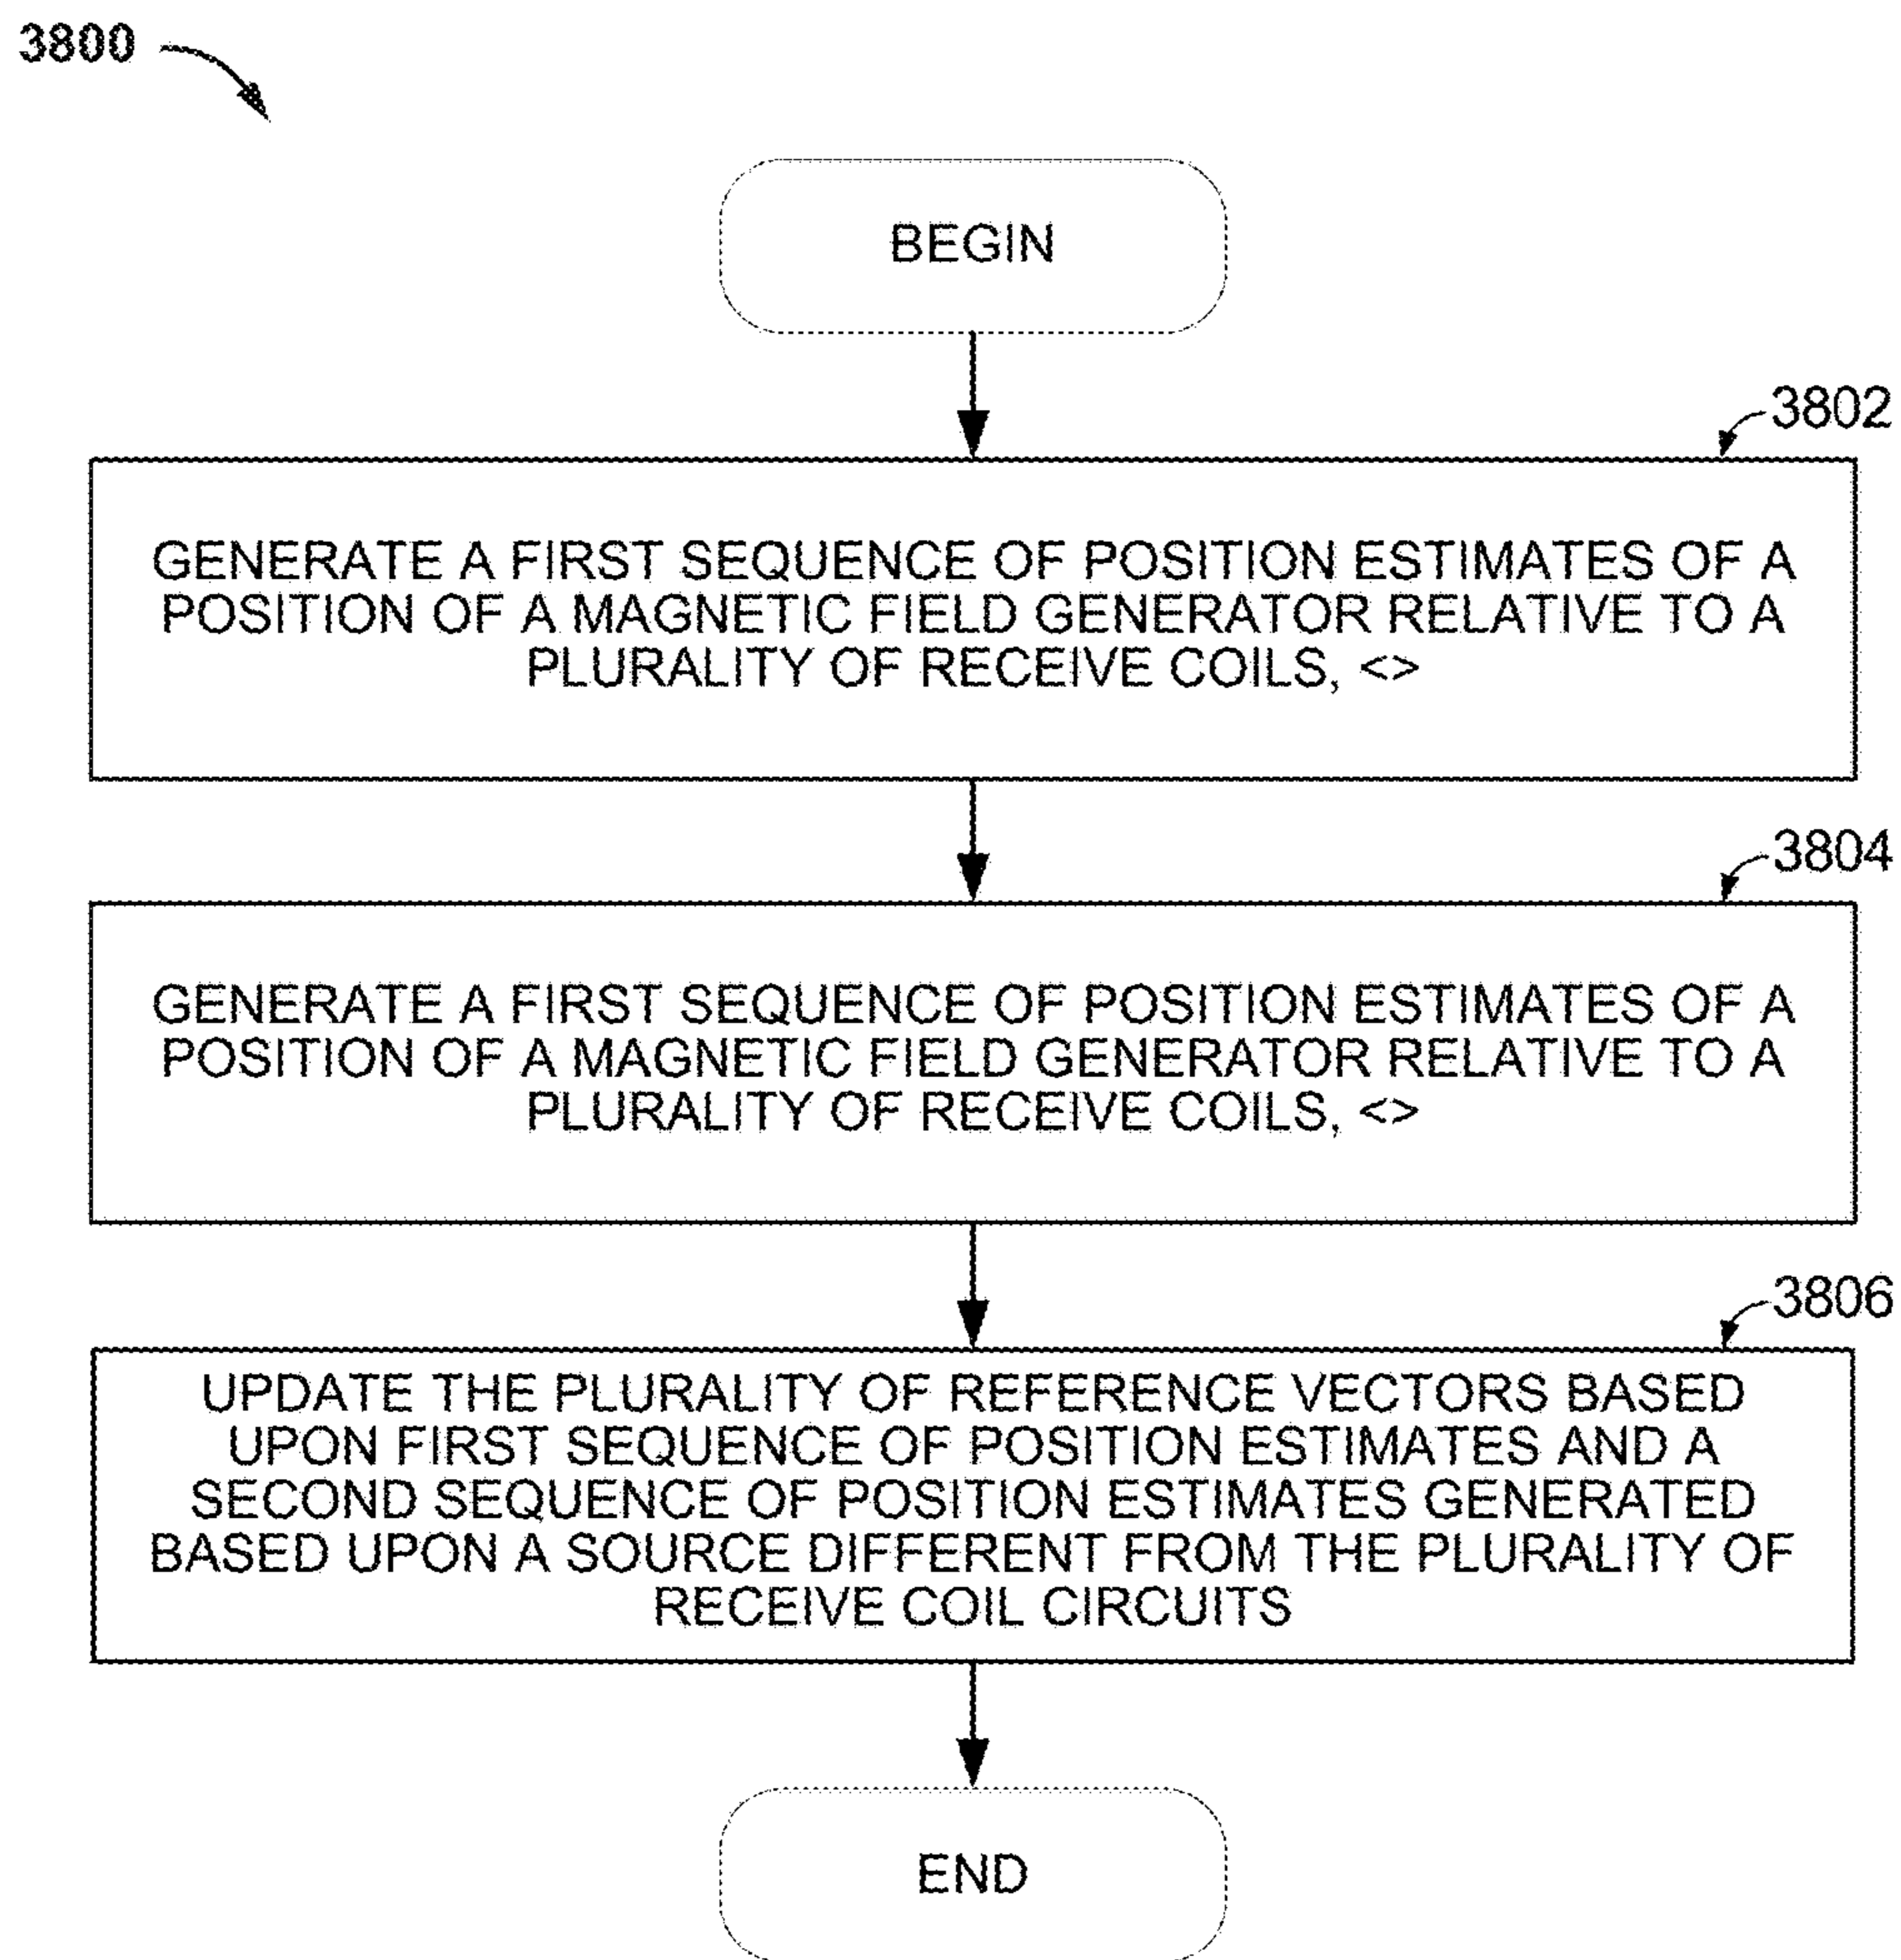 3800
BEGIN
3802
GENERATE A FIRST SEQUENCE OF POSITION ESTIMATES OF A
POSITION OF A MAGNETIC FIELD GENERATOR RELATIVE TO A
PLURALITY OF RECEIVE COILS, <>
3804
GENERATE A FIRST SEQUENCE OF POSITION ESTIMATES OF A
POSITION OF A MAGNETIC FIELD GENERATOR RELATIVE TO A
PLURALITY OF RECEIVE COILS, <>
3806
UPDATE THE PLURALITY OF REFERENCE VECTORS BASED
UPON FIRST SEQUENCE OF POSITION ESTIMATES AND A
SECOND SEQUENCE OF POSITION ESTIMATES GENERATED
BASED UPON A SOURCE DIFFERENT FROM THE PLURALITY OF
RECEIVE COIL CIRCUITS
END